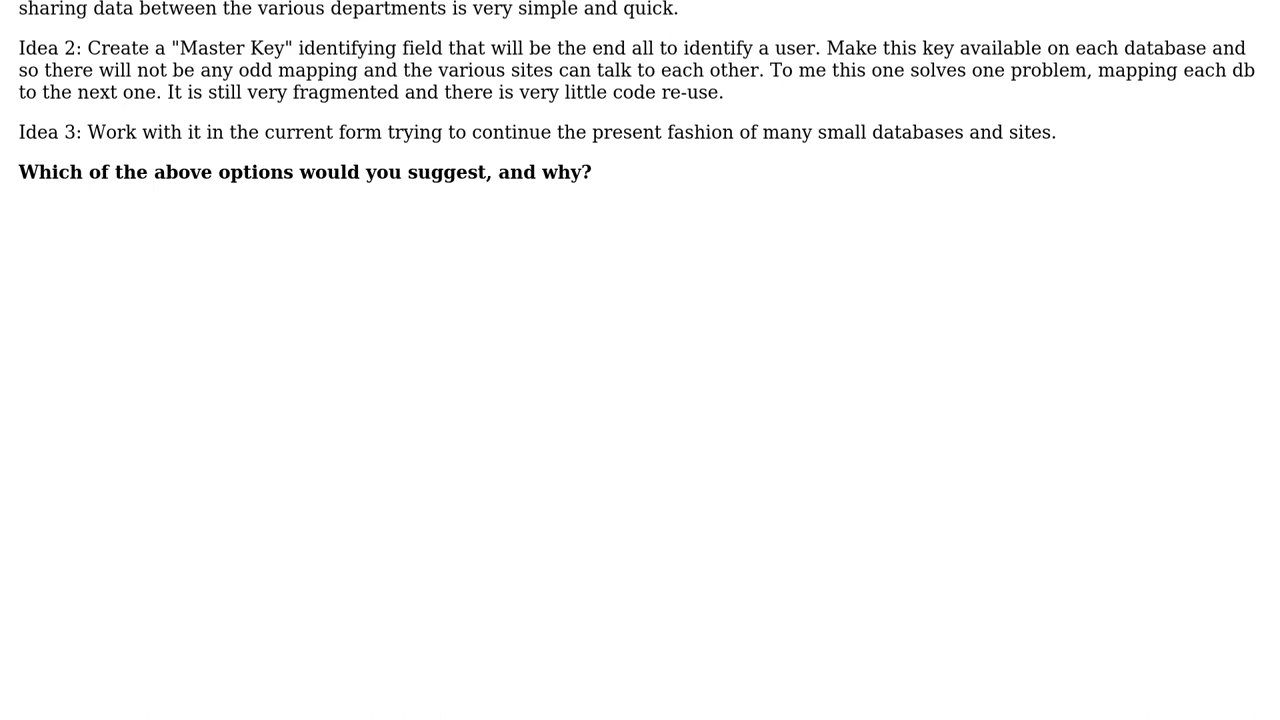 sharing data between the various departments is very simple and quick.
Idea 2: Create a "Master Key" identifying field that will be the end all to identify a user. Make this key available on each database and
so there will not be any odd mapping and the various sites can talk to each other. To me this one solves one problem, mapping each db
to the next one. It is still very fragmented and there is very little code re-use.
Idea 3: Work with it in the current form trying to continue the present fashion of many small databases and sites.
Which of the above options would you suggest, and why?